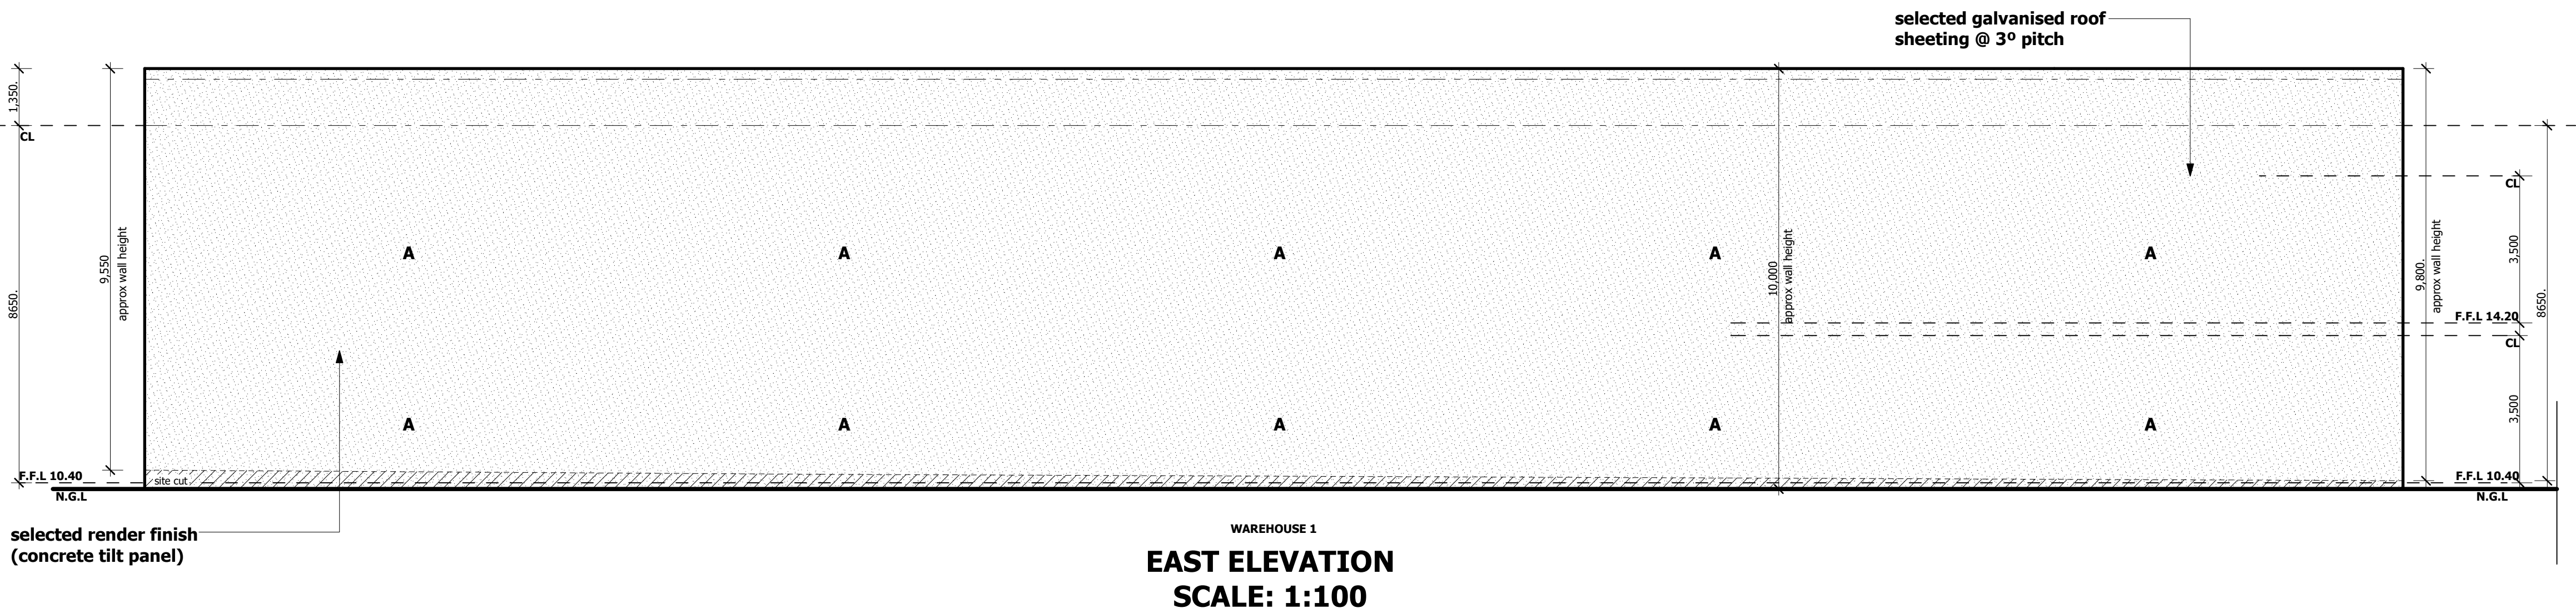 selected galvanised roof
sheeting @ 3º pitch
1,350.
CL
8650.
9,550
approx wall height
A A A A A
10,000
approx wall height
9,800.
approx wall height
CL
3,500
8650.
F.F.L 14.20
CL
3,500
A A A A A
F.F.L 10.40
site cut
F.F.L 10.40
N.G.L
N.G.L
selected render finish
(concrete tilt panel)
WAREHOUSE 1
EAST ELEVATION
SCALE: 1:100